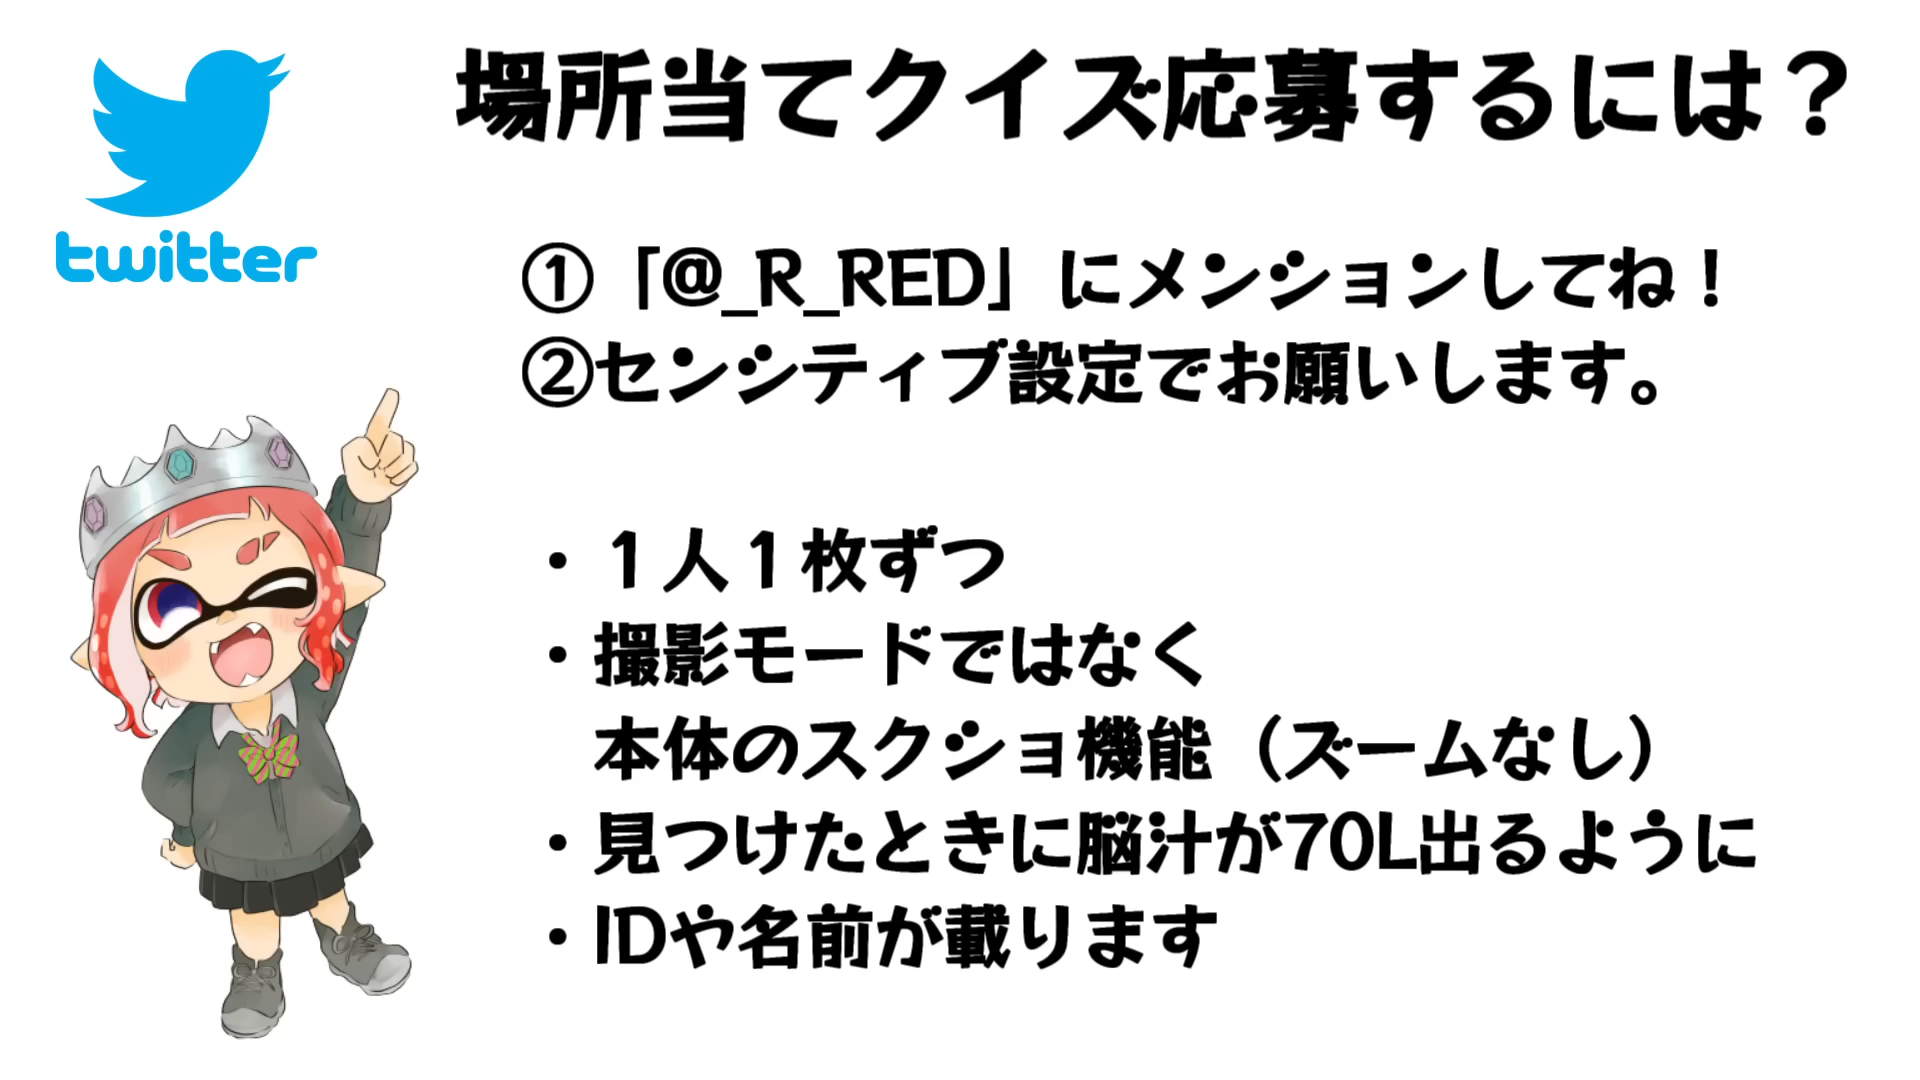 twitter
場所当てクイズ応募するには？
①「@_R_RED」にメンションしてね！
②センシティブ設定でお願いします。
・１人１枚ずつ
・撮影モードではなく
本体のスクショ機能（ズームなし）
・見つけたときに脳汁が70L出るように
・IDや名前が載ります